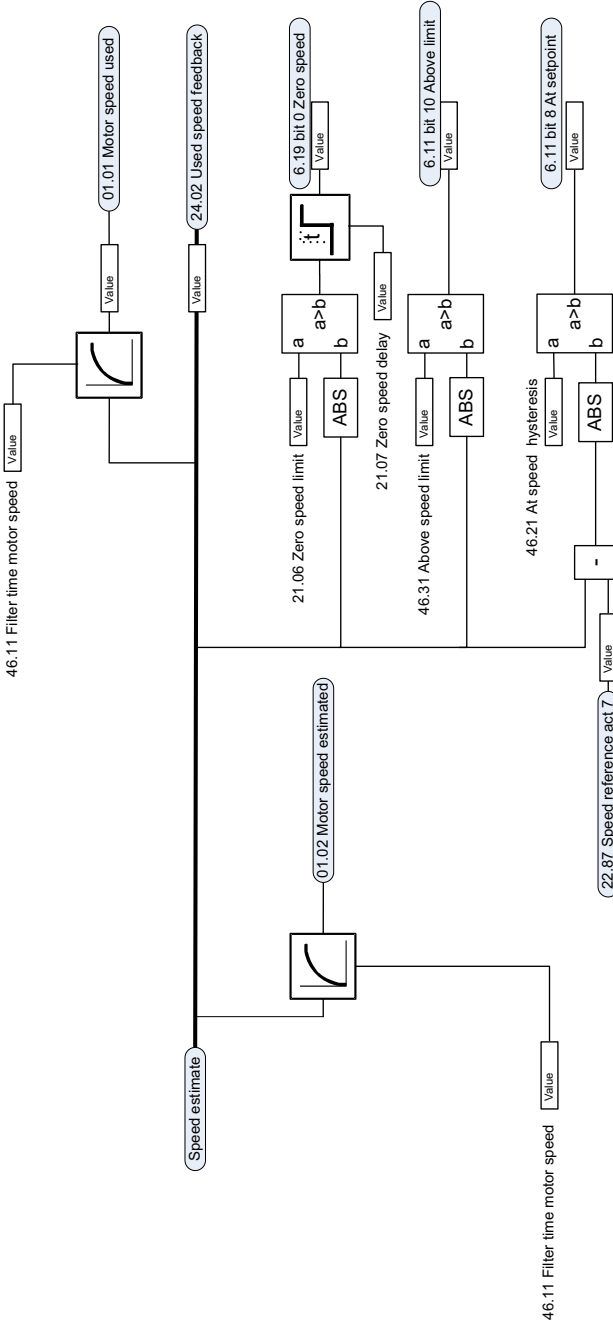 46.11 Filter time motor speed
Value
Value
01.01 Motor speed used
Speed estimate
Value
24.02 Used speed feedback
46.11 Filter time motor speed
Value
01.02 Motor speed estimated
21.06 Zero speed limit
Value
a
a>b
b
ABS
t
Value
6.19 bit 0 Zero speed
21.07 Zero speed delay
Value
46.31 Above speed limit
Value
a
a>b
b
ABS
Value
6.11 bit 10 Above limit
46.21 At speed hysteresis
Value
a
a>b
b
ABS
Value
6.11 bit 8 At setpoint
-
Value
22.87 Speed reference act 7